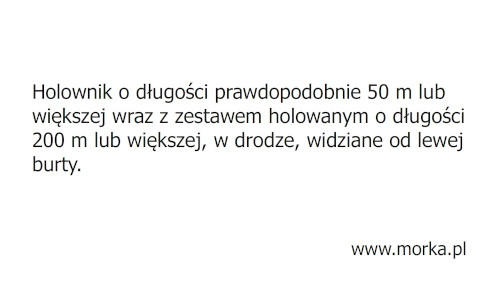 Holownik o długości prawdopodobnie 50 m lub
większej wraz z zestawem holowanym o długości
200 m lub większej, w drodze, widziane od lewej
burty.
www.morka.pl